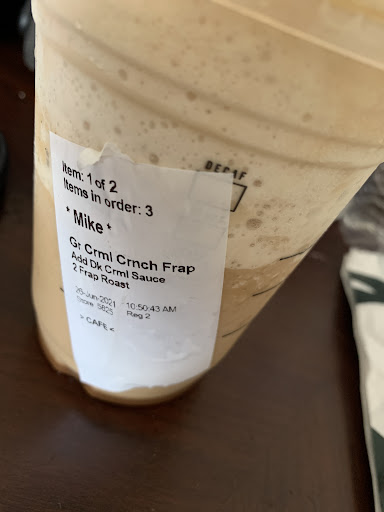 DECAF
Item: 1 of 2
Items in order: 3
* Mike *
Gr Crml Crnch Frap
Add Dk Crml Sauce
2 Frap Roast
26-Jun-2021 10:50:43 AM
Store 5825 Reg 2
> CAFE <